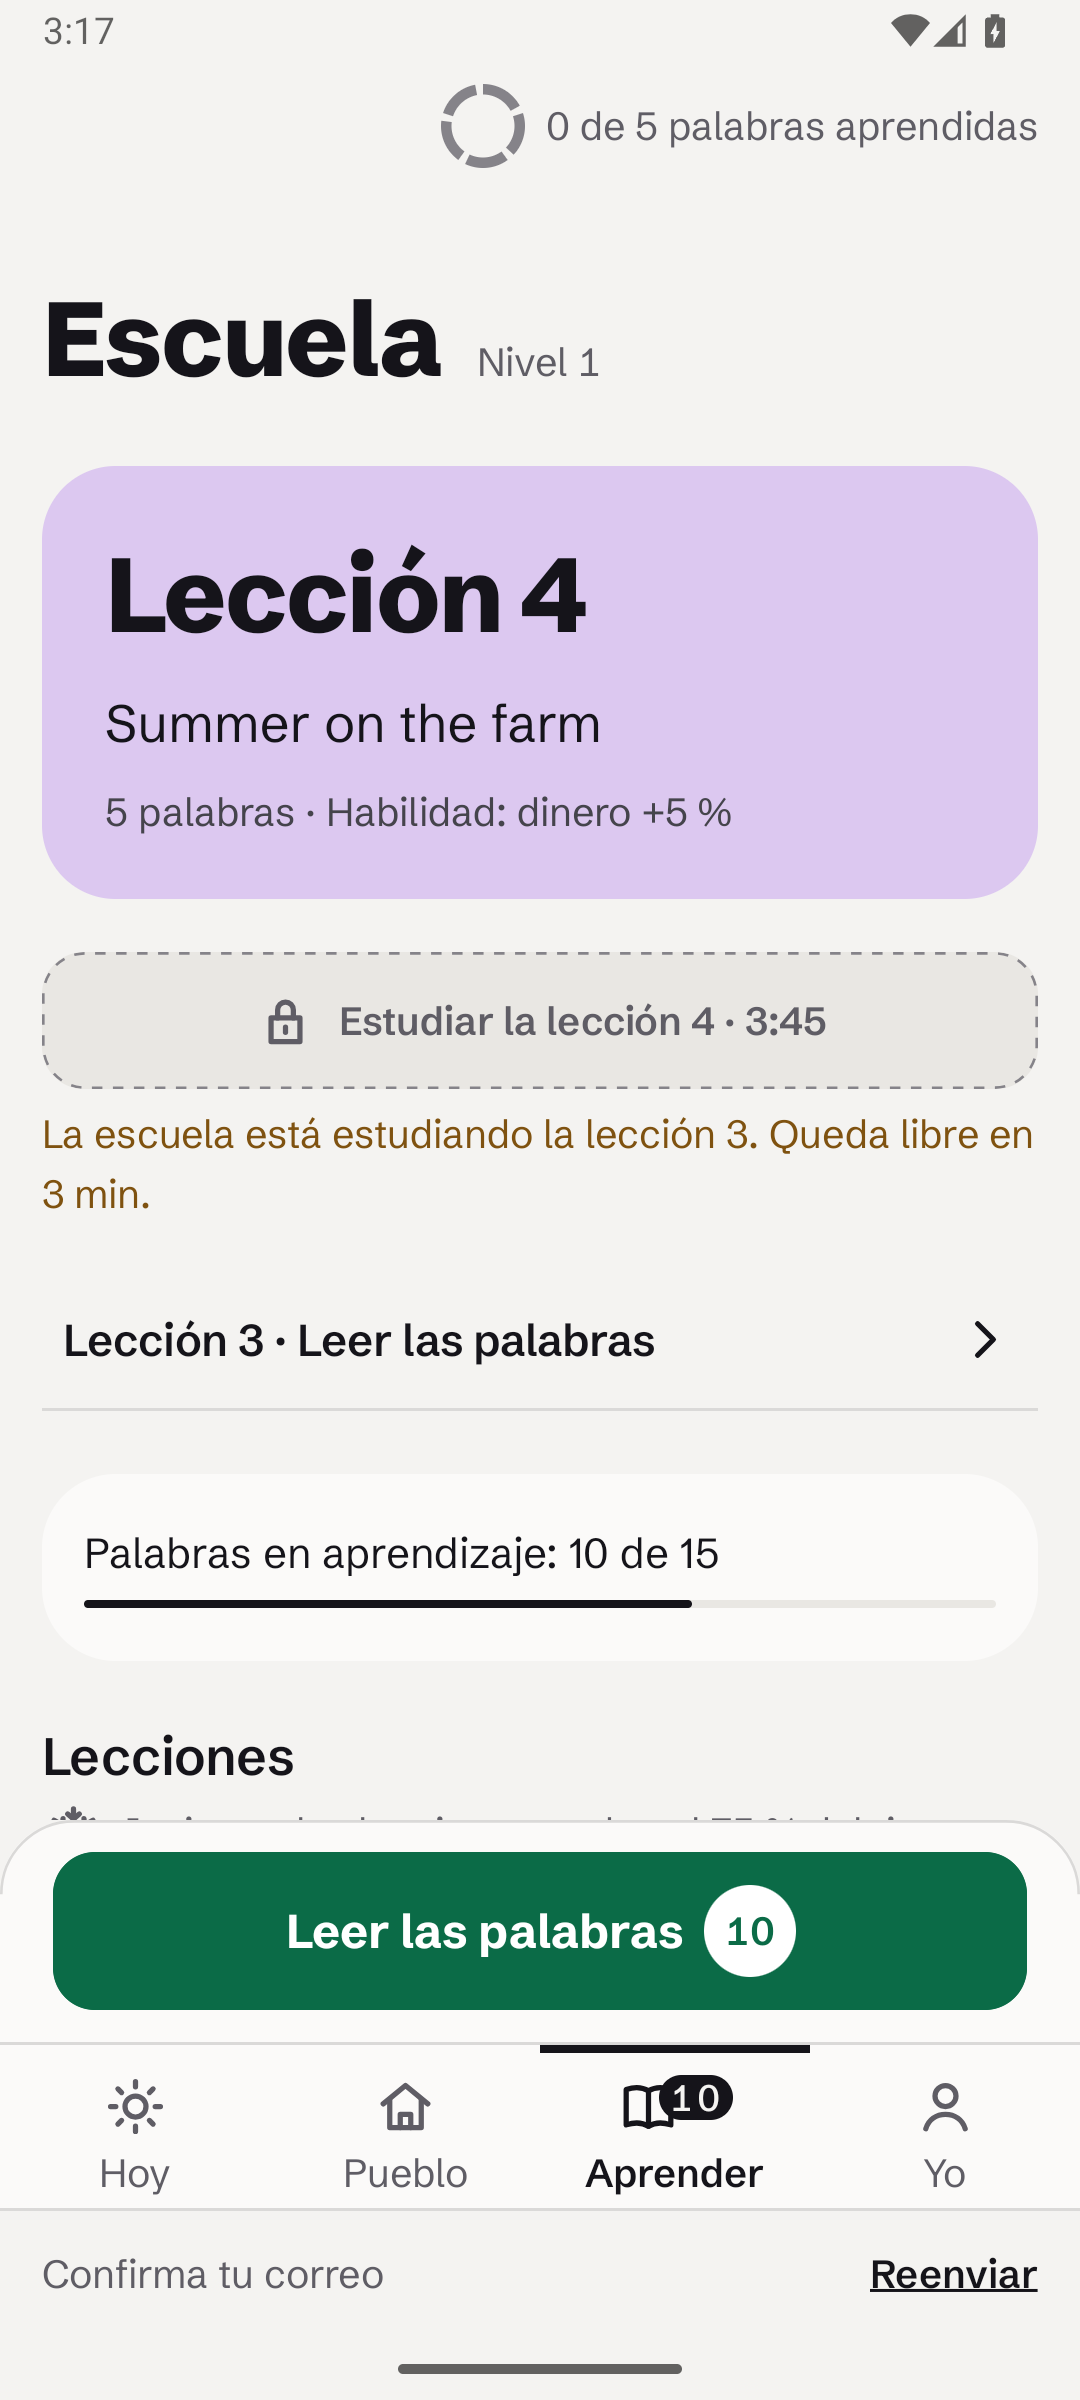 3:17
0 de 5 palabras aprendidas
Escuela Nivel 1
Lección 4
Summer on the farm
5 palabras · Habilidad: dinero +5 %
Estudiar la lección 4 · 3:45
La escuela está estudiando la lección 3. Queda libre en
3 min.
Lección 3 · Leer las palabras
Palabras en aprendizaje: 10 de 15
Lecciones
Leer las palabras 10
10
Hoy Pueblo Aprender Yo
Confirma tu correo Reenviar